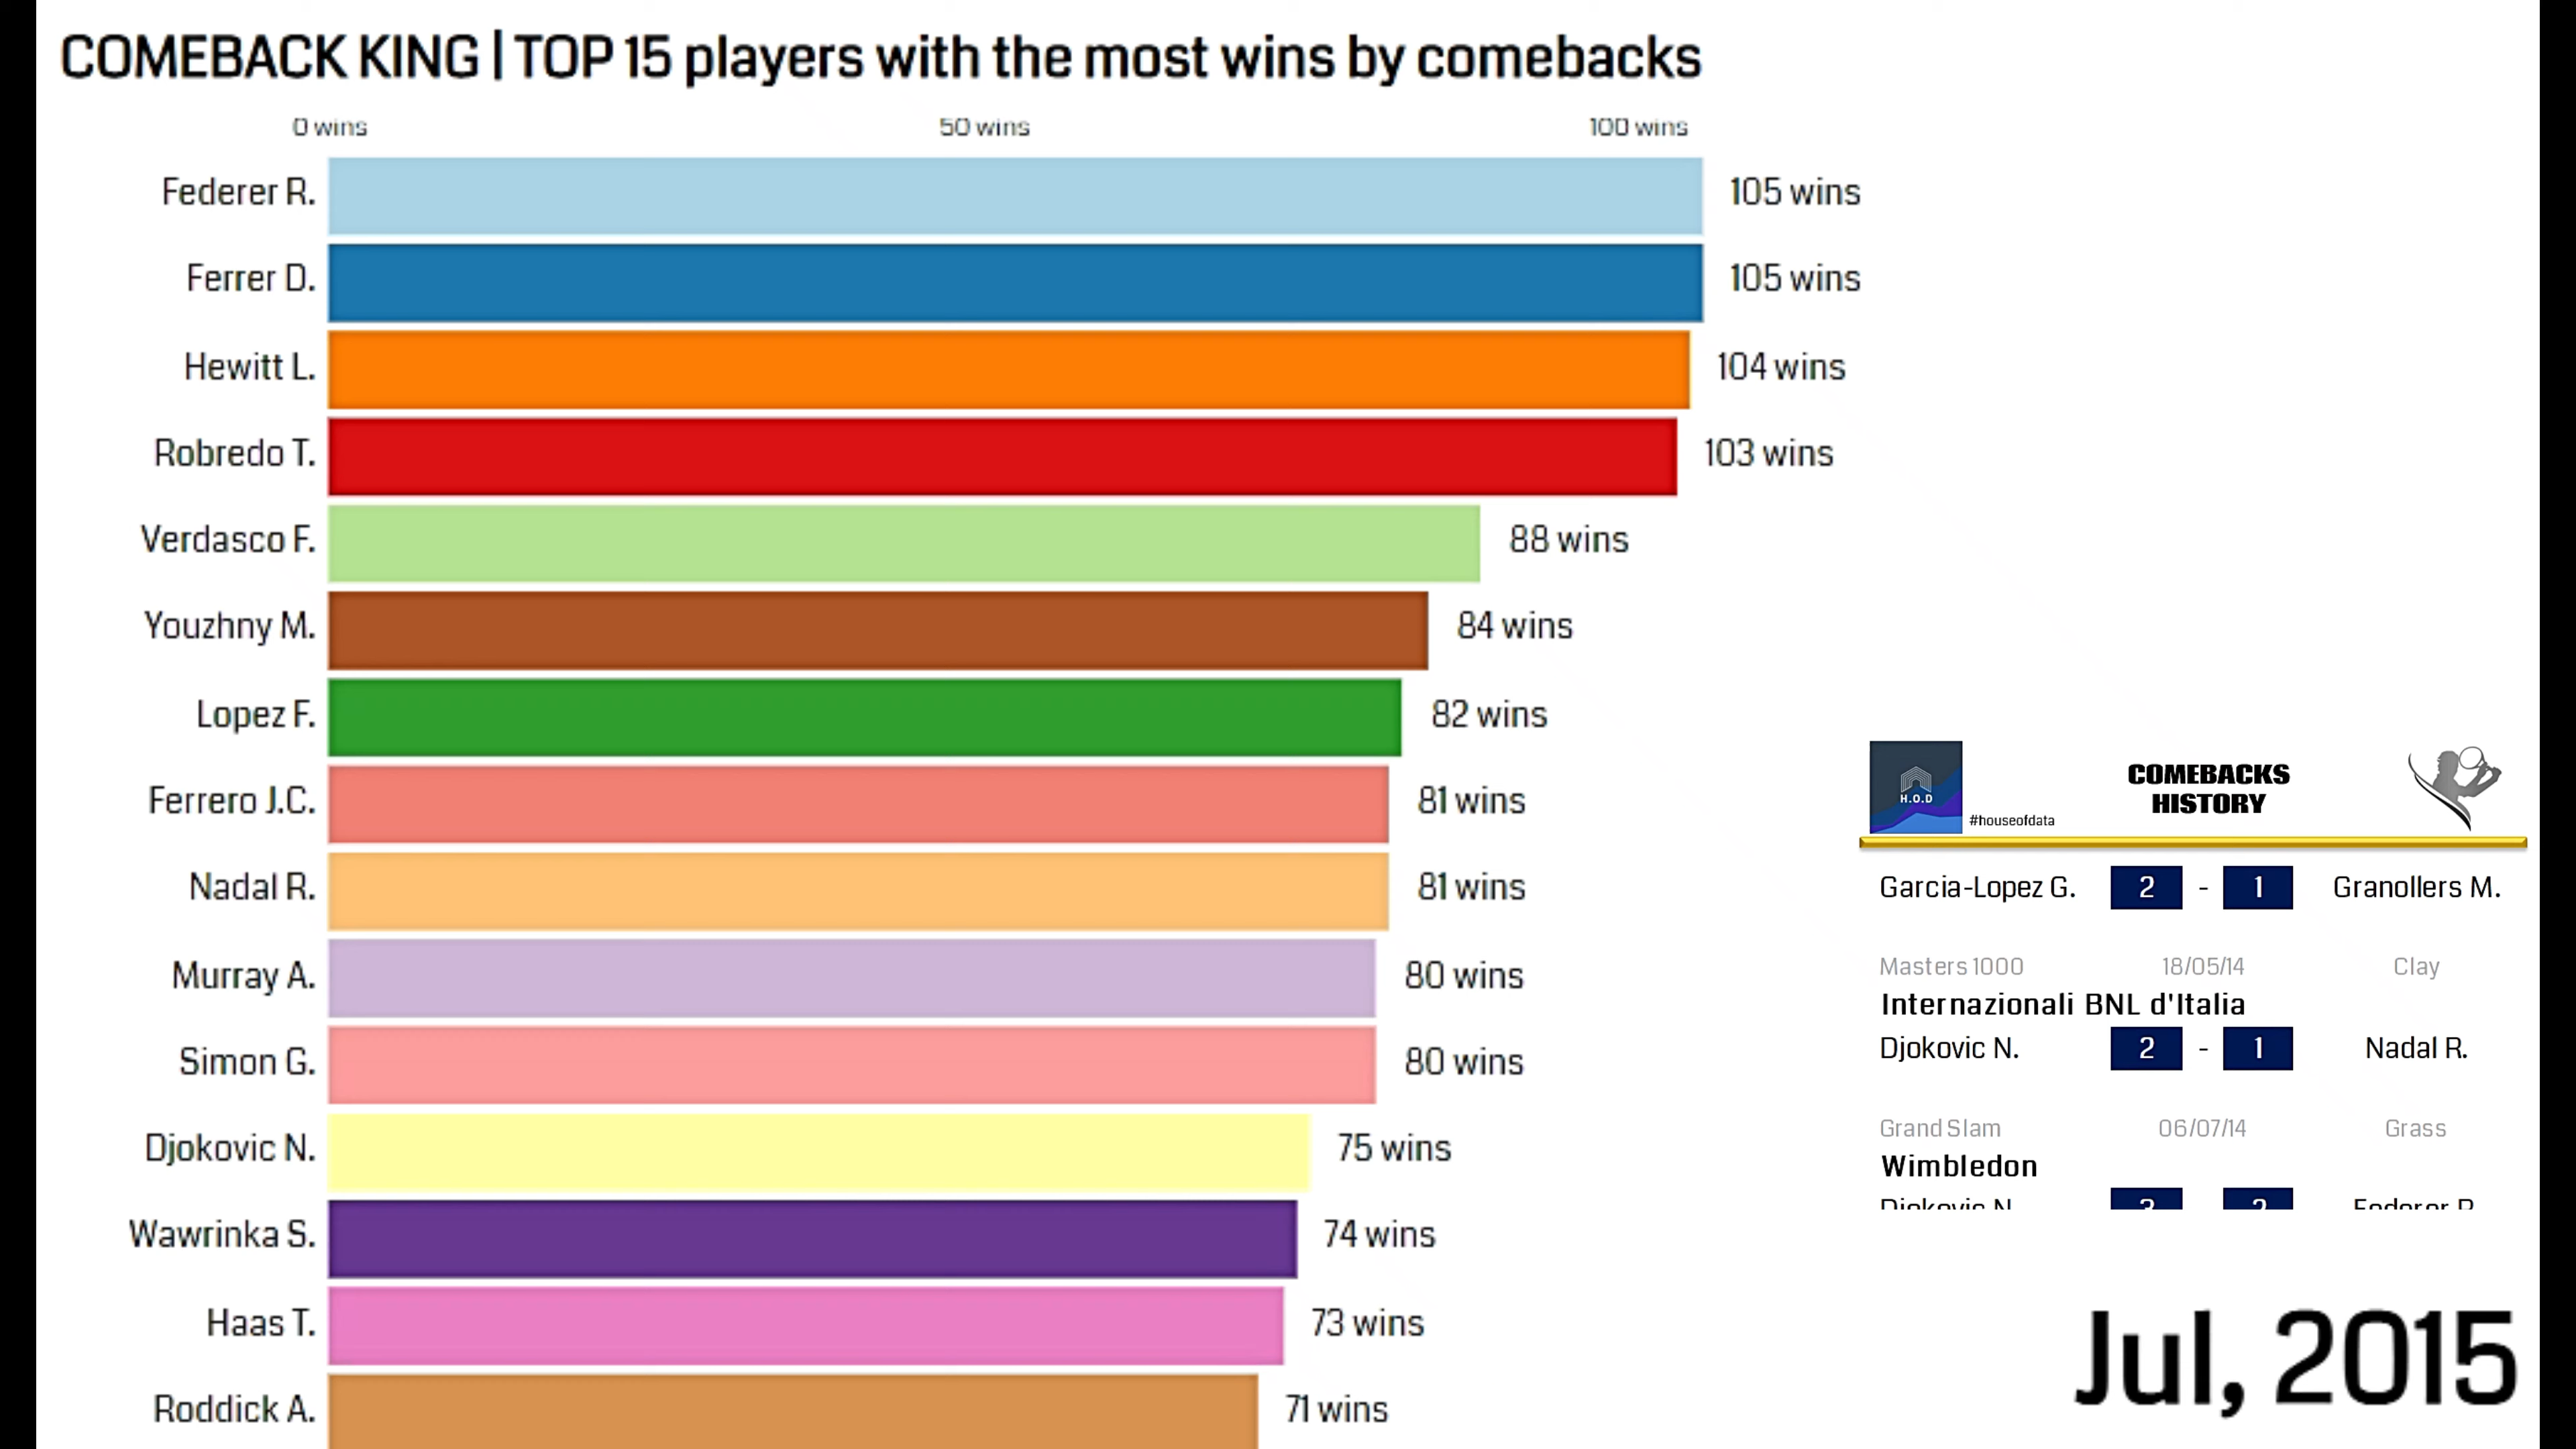 COMEBACK KING | TOP 15 players with the most wins by comebacks
0 wins 50 wins 100 wins
Federer R. 105 wins
Ferrer D. 105 wins
Hewitt L. 104 wins
Robredo T. 103 wins
Verdasco F. 88 wins
Youzhny M. 84 wins
Lopez F. 82 wins
Ferrero J.C. 81 wins
Nadal R. 81 wins
Murray A. 80 wins
Simon G. 80 wins
Djokovic N. 75 wins
Wawrinka S. 74 wins
Haas T. 73 wins
Roddick A. 71 wins
H.O.D
#houseofdata
COMEBACKS
HISTORY
Garcia-Lopez G. 2 - 1 Granollers M.
Masters 1000 18/05/14 Clay
Internazionali BNL d'Italia
Djokovic N. 2 - 1 Nadal R.
Grand Slam 06/07/14 Grass
Wimbledon
Jul, 2015